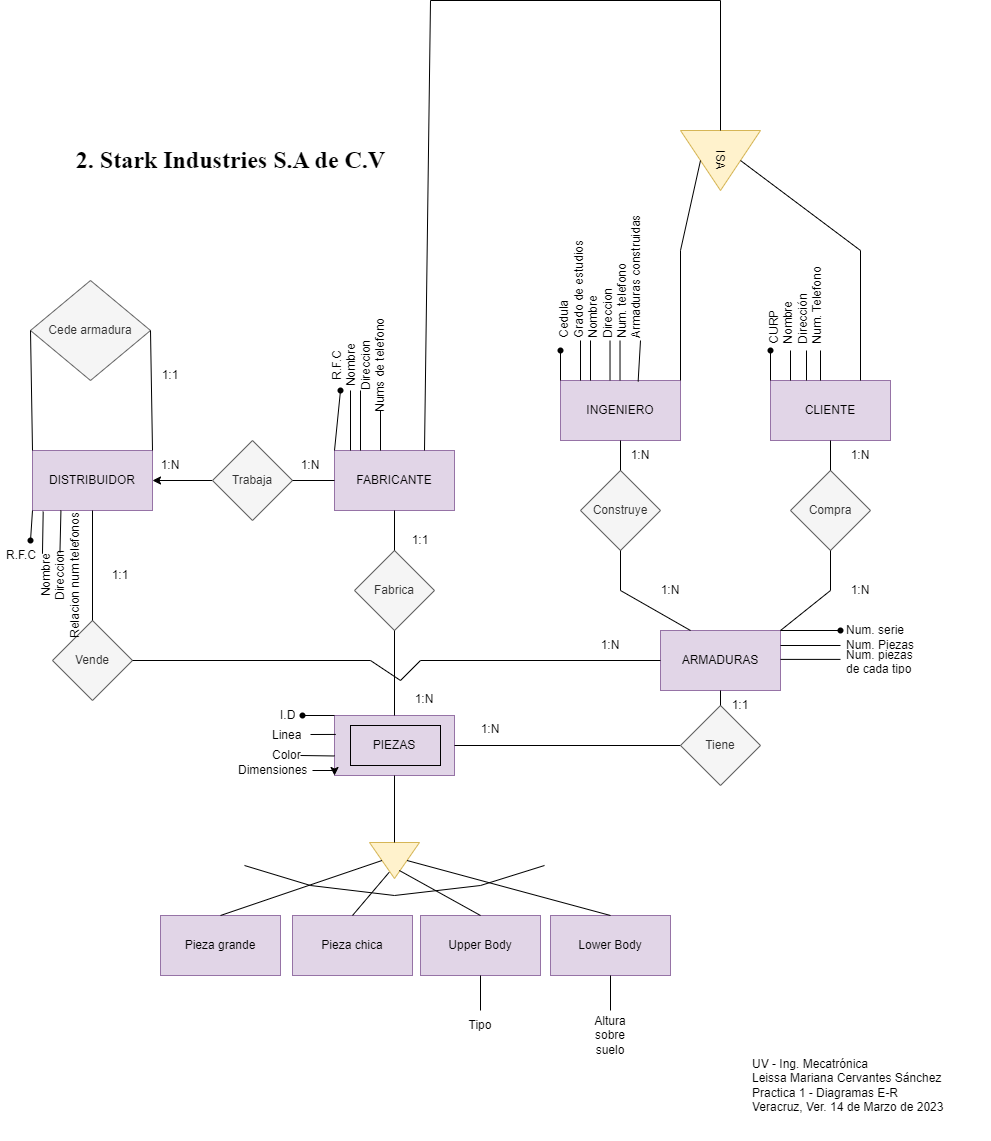 2. Stark Industries S.A de C.V
ISA
Cedula
Grado de estudios
Nombre
Direccion
Num. telefono
Armaduras construidas
CURP
Nombre
Dirección
Num. Telefono
Cede armadura
1:1
R.F.C
Nombre
Direccion
Nums de telefono
INGENIERO
CLIENTE
1:N
1:N
DISTRIBUIDOR
1:N
Trabaja
1:N
FABRICANTE
Construye
Compra
R.F.C
Nombre
Direccion
Relacion num telefonos
1:1
1:1
Fabrica
1:N
1:N
Vende
1:N
ARMADURAS
Num. serie
Num. Piezas
Num. piezas
de cada tipo
1:N
1:1
I.D
Linea
Color
Dimensiones
PIEZAS
1:N
Tiene
Pieza grande
Pieza chica
Upper Body
Lower Body
Tipo
Altura
sobre
suelo
UV - Ing. Mecatrónica
Leissa Mariana Cervantes Sánchez
Practica 1 - Diagramas E-R
Veracruz, Ver. 14 de Marzo de 2023